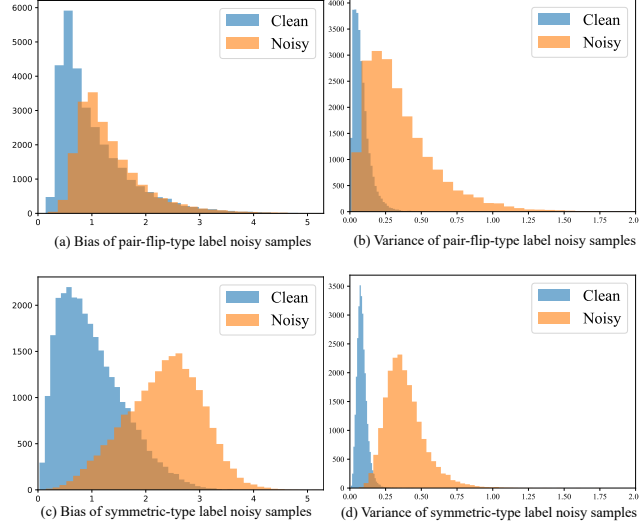 6000
5000
4000
3000
2000
1000
0
0 1 2 3 4 5
Clean
Noisy
(a) Bias of pair-flip-type label noisy samples
4000
3500
3000
2500
2000
1500
1000
500
0
0.00 0.25 0.50 0.75 1.00 1.25 1.50 1.75 2.00
Clean
Noisy
(b) Variance of pair-flip-type label noisy samples
2000
1500
1000
500
0
0 1 2 3 4 5
Clean
Noisy
(c) Bias of symmetric-type label noisy samples
3500
3000
2500
2000
1500
1000
500
0
0.00 0.25 0.50 0.75 1.00 1.25 1.50 1.75 2.00
Clean
Noisy
(d) Variance of symmetric-type label noisy samples